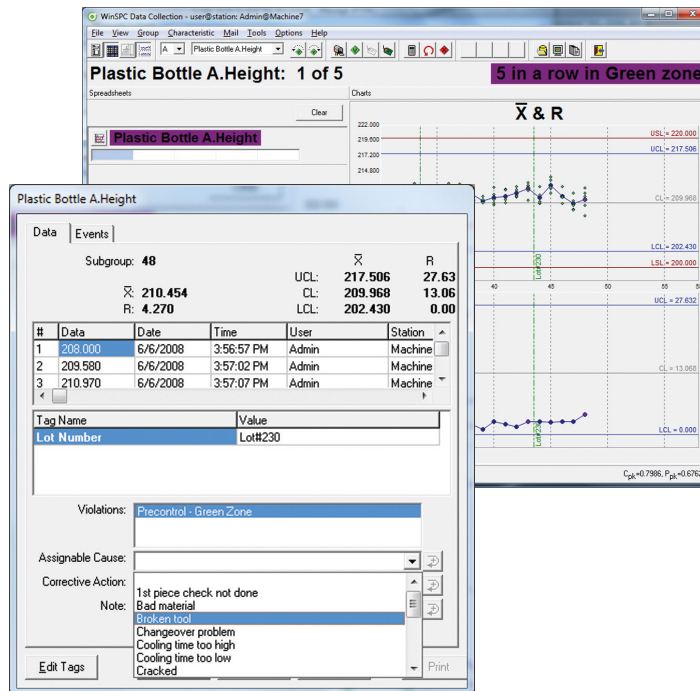 WinSPC Data Collection - user@station: Admin@Machine7
File View Group Characteristic Mail Tools Options Help
A Plastic Bottle A.Height
Plastic Bottle A.Height: 1 of 5
5 in a row in Green zone
Spreadsheets
Charts
Clear
Plastic Bottle A.Height
X̅ & R
222.000
219.600
217.200
214.800
USL = 220.000
UCL = 217.506
CL = 209.968
LCL = 202.430
LSL = 200.000
Lot#230
40 45 50 55 5
UCL = 27.632
CL = 13.068
LCL = 0.000
Lot#230
Cpk=0.7986, Ppk=0.6762
Plastic Bottle A.Height
Data Events
Subgroup: 48
X̅ R
UCL: 217.506 27.63
X̅: 210.454 CL: 209.968 13.06
R: 4.270 LCL: 202.430 0.00
# Data Date Time User Station
1 208.000 6/6/2008 3:56:57 PM Admin Machine
2 209.580 6/6/2008 3:57:02 PM Admin Machine
3 210.970 6/6/2008 3:57:07 PM Admin Machine
Tag Name Value
Lot Number Lot#230
Violations: Precontrol - Green Zone
Assignable Cause:
Corrective Action:
Note:
1st piece check not done
Bad material
Broken tool
Changeover problem
Cooling time too high
Cooling time too low
Cracked
Edit Tags
Print